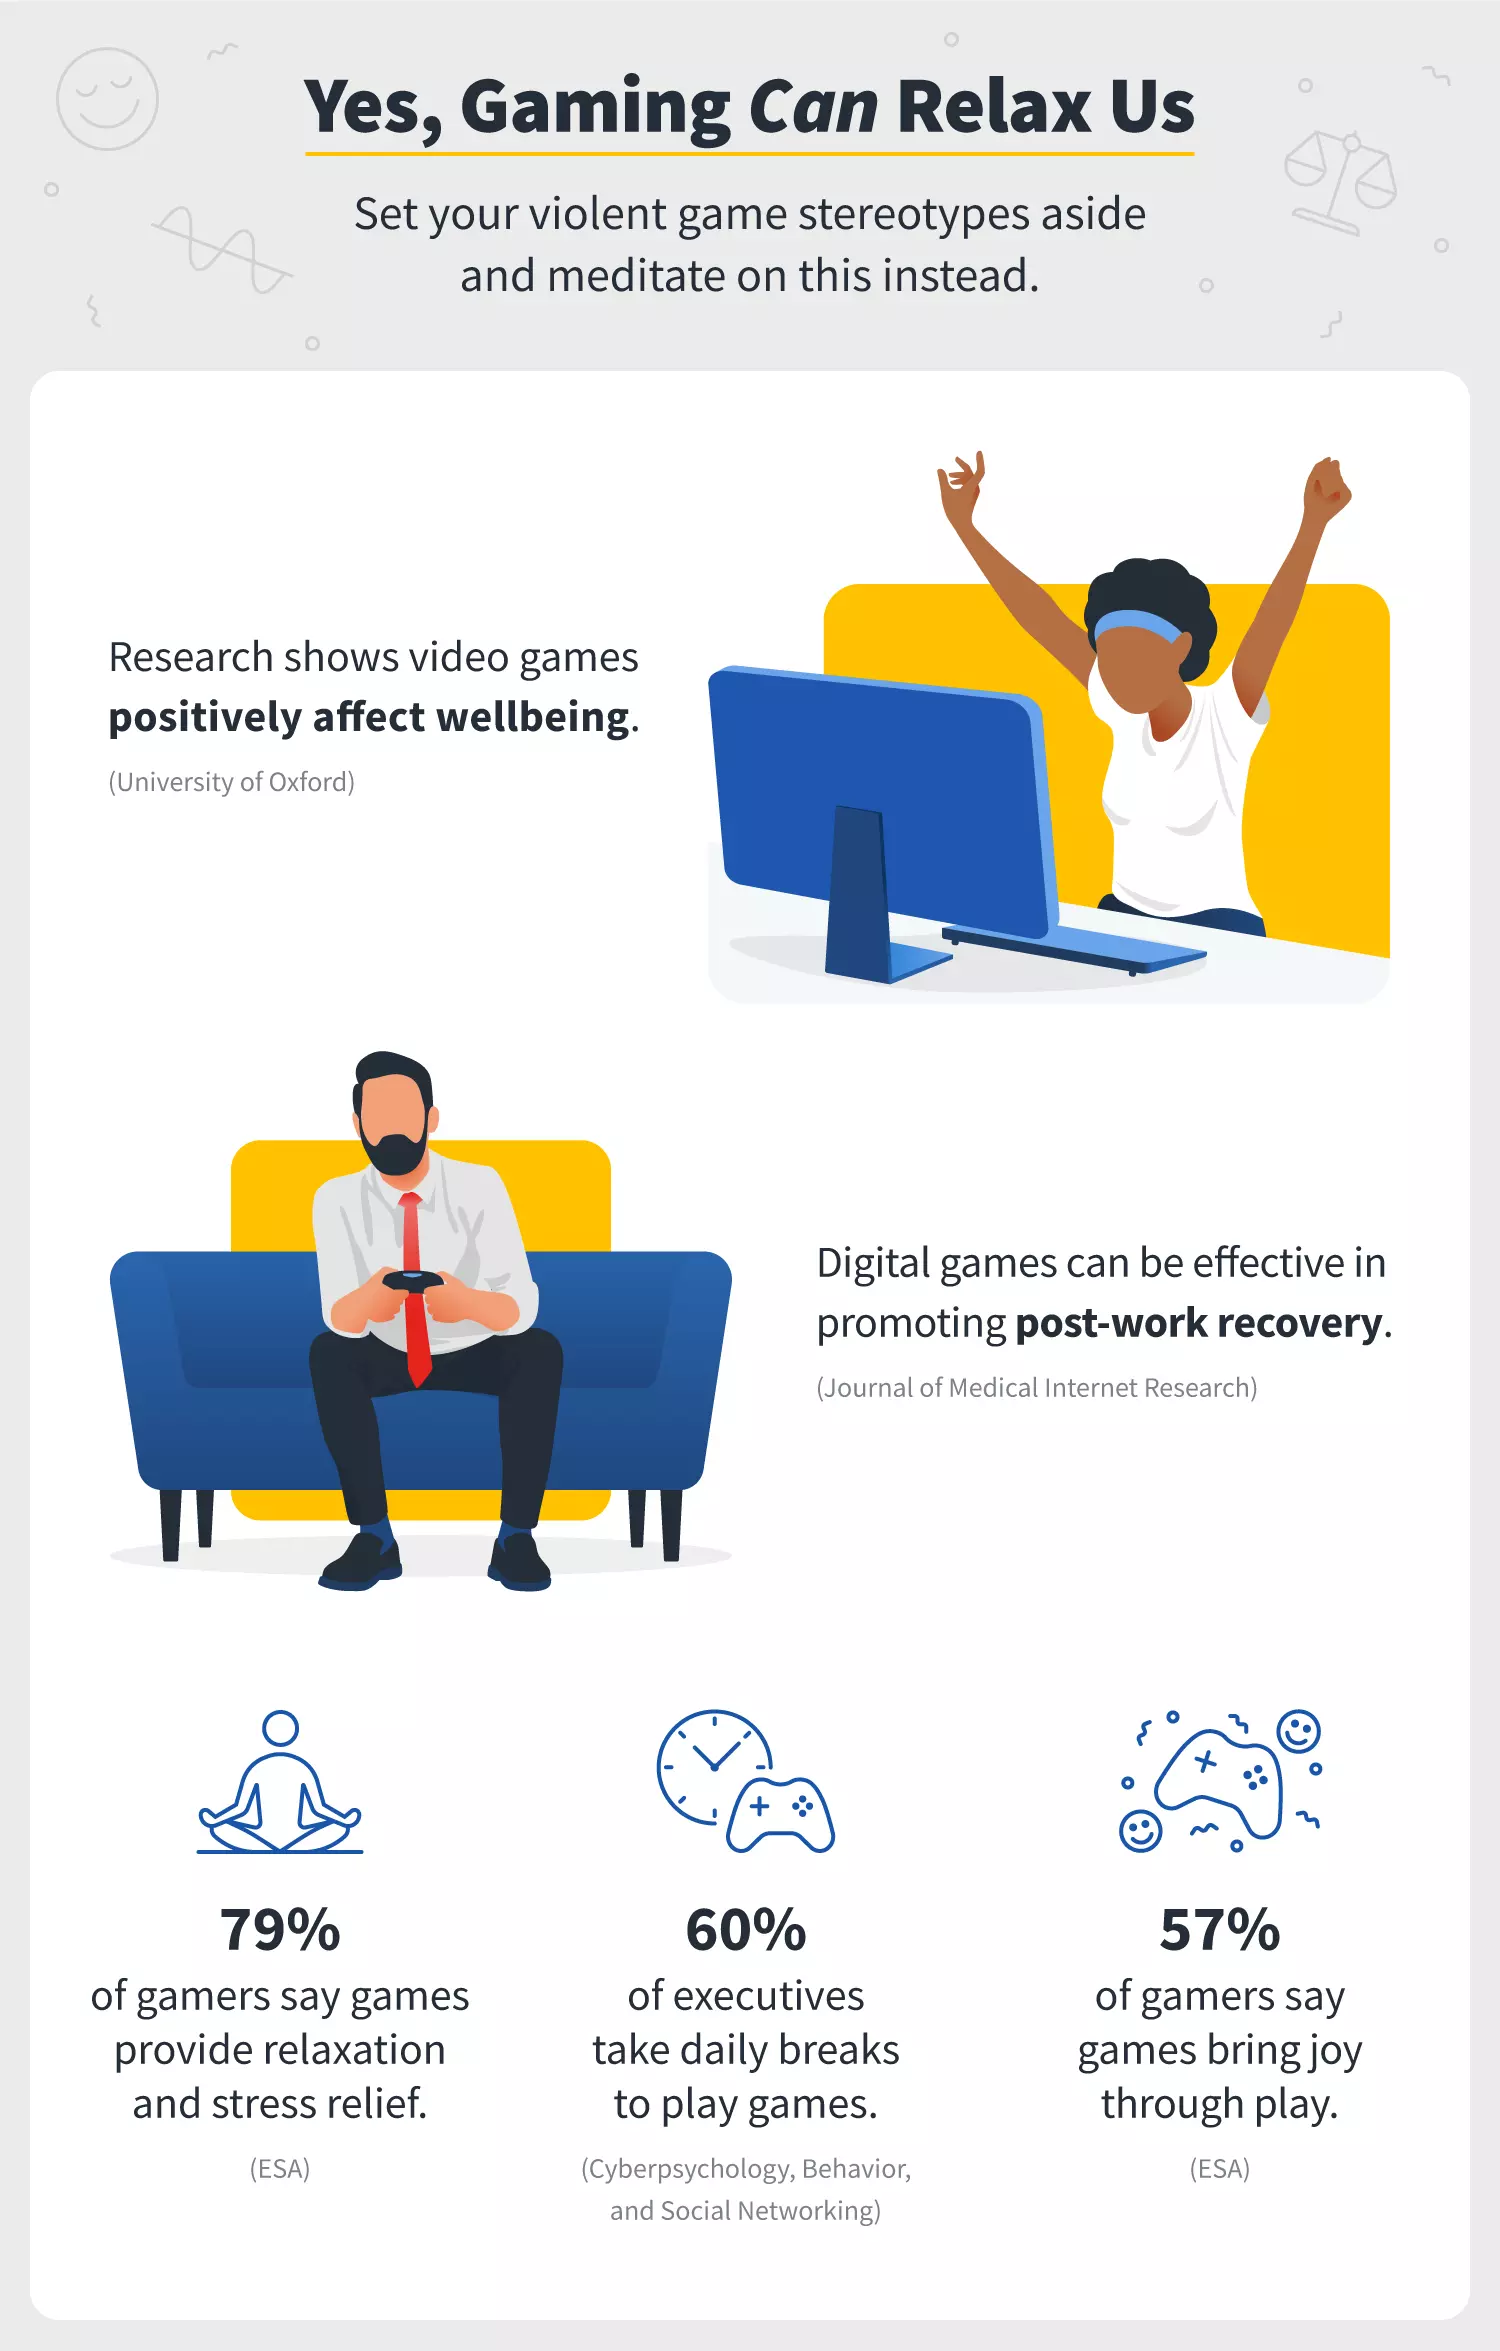 Yes, Gaming Can Relax Us
Set your violent game stereotypes aside
and meditate on this instead.
Research shows video games
positively affect wellbeing.
(University of Oxford)
Digital games can be effective in
promoting post-work recovery.
(Journal of Medical Internet Research)
79%
of gamers say games
provide relaxation
and stress relief.
(ESA)
60%
of executives
take daily breaks
to play games.
(Cyberpsychology, Behavior,
and Social Networking)
57%
of gamers say
games bring joy
through play.
(ESA)